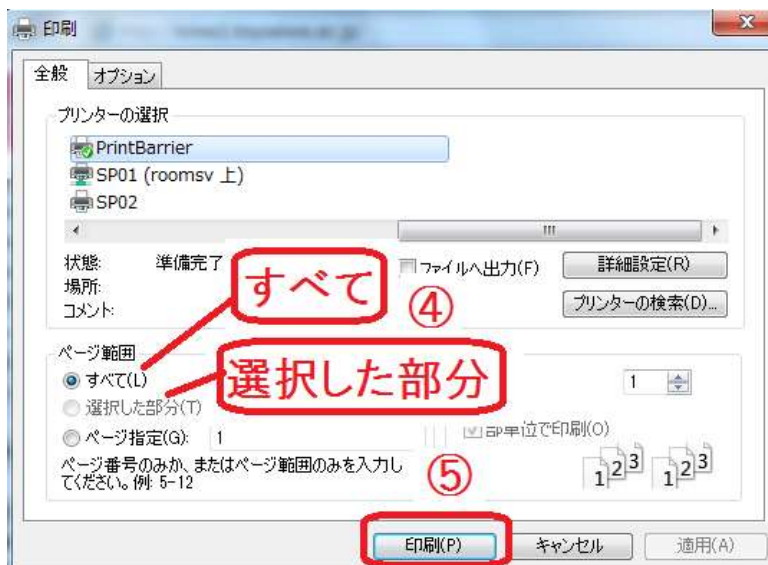 印刷
全般 オプション
プリンターの選択
PrintBarrier
SP01 (roomsv 上)
SP02
状態: 準備完了
場所:
コメント:
ファイルへ出力(F)
詳細設定(R)
プリンターの検索(D)...
すべて
④
ページ範囲
すべて(L)
選択した部分(T)
選択した部分
ページ指定(G): 1
ページ番号のみか、またはページ範囲のみを入力し
てください。例: 5-12
1
部単位で印刷(O)
1 2 3 1 2 3
⑤
印刷(P) キャンセル 適用(A)